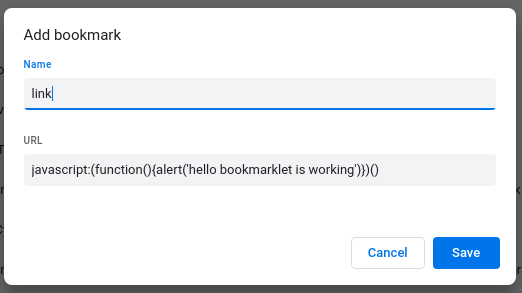 Add bookmark
Name
link
URL
javascript:(function(){alert('hello bookmarklet is working')})()
Cancel
Save